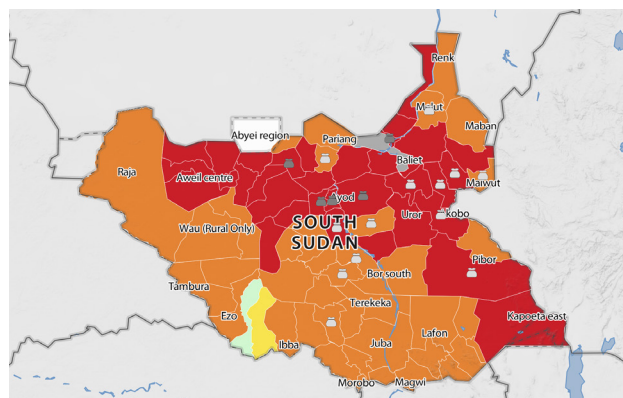 Renk
Melut
Maban
Abyei region
Pariang
Baliet
Raja
Aweil centre
Maiwut
Ayod
Uror
kobo
Wau (Rural Only)
SOUTH
SUDAN
Pibor
Bor south
Tambura
Ezo
Terekeka
Kapoeta east
Lafon
Ibba
Juba
Morobo
Magwi